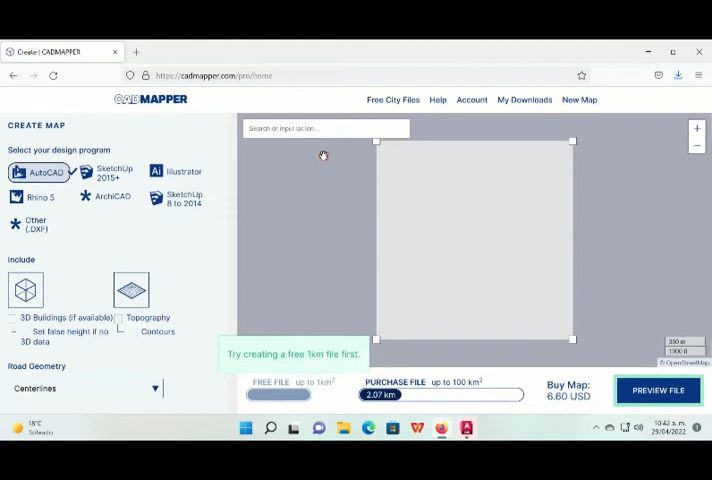 Create | CADMAPPER
https://cadmapper.com/pro/home
CADMAPPER
Free City Files
Help
Account
My Downloads
New Map
CREATE MAP
Select your design program
AutoCAD
SketchUp
2015+
Illustrator
Rhino 5
ArchiCAD
SketchUp
8 to 2014
Other
(.DXF)
Include
3D Buildings (if available)
Topography
Set false height if no
3D data
Contours
Road Geometry
Centerlines
Search or input lat,lon...
300 m
1000 ft
© OpenStreetMap
Try creating a free 1km file first.
FREE FILE up to 1km²
PURCHASE FILE up to 100 km²
2.07 km
Buy Map:
6.60 USD
PREVIEW FILE
18°C
Soleado
10:42 a. m.
29/04/2022